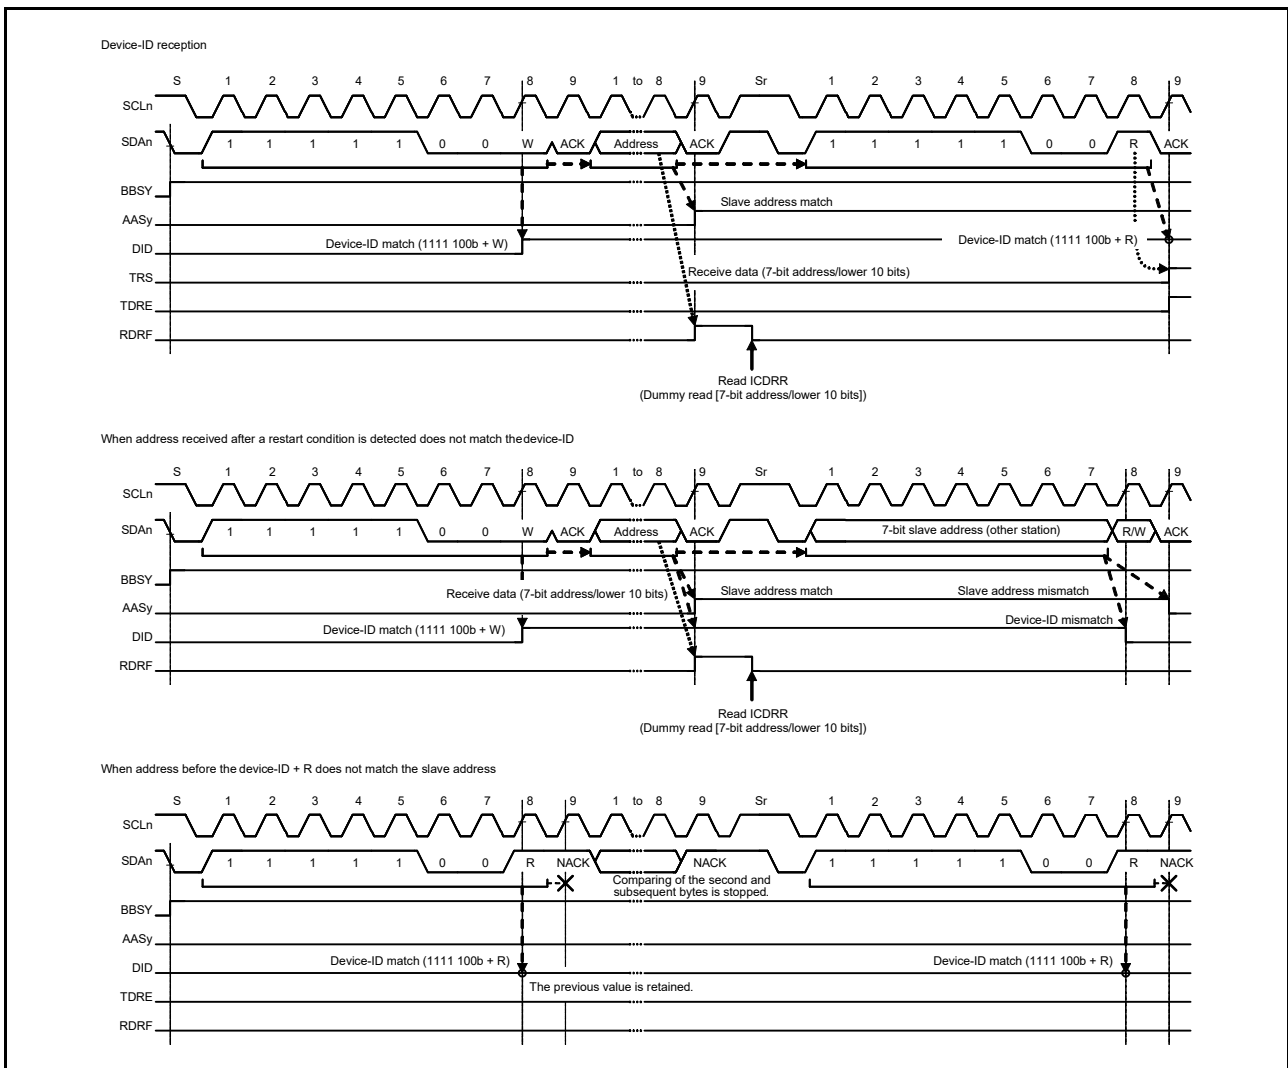 Device-ID reception
S 1 2 3 4 5 6 7 8 9 1 to 8 9 Sr 1 2 3 4 5 6 7 8 9
SCLn
SDAn 1 1 1 1 1 0 0 W ACK Address ACK 1 1 1 1 1 0 0 R ACK
BBSY
AASy Slave address match
DID Device-ID match (1111 100b + W) Device-ID match (1111 100b + R)
TRS Receive data (7-bit address/lower 10 bits)
TDRE
RDRF
Read ICDRR
(Dummy read [7-bit address/lower 10 bits])
When address received after a restart condition is detected does not match thedevice-ID
S 1 2 3 4 5 6 7 8 9 1 to 8 9 Sr 1 2 3 4 5 6 7 8 9
SCLn
SDAn 1 1 1 1 1 0 0 W ACK Address ACK 7-bit slave address (other station) R/W ACK
BBSY
Receive data (7-bit address/lower 10 bits) Slave address match Slave address mismatch
AASy
Device-ID mismatch
DID Device-ID match (1111 100b + W)
RDRF
Read ICDRR
(Dummy read [7-bit address/lower 10 bits])
When address before the device-ID + R does not match the slave address
S 1 2 3 4 5 6 7 8 9 1 to 8 9 Sr 1 2 3 4 5 6 7 8 9
SCLn
SDAn 1 1 1 1 1 0 0 R NACK NACK 1 1 1 1 1 0 0 R NACK
Comparing of the second and
subsequent bytes is stopped.
BBSY
AASy
DID Device-ID match (1111 100b + R) Device-ID match (1111 100b + R)
The previous value is retained.
TDRE
RDRF